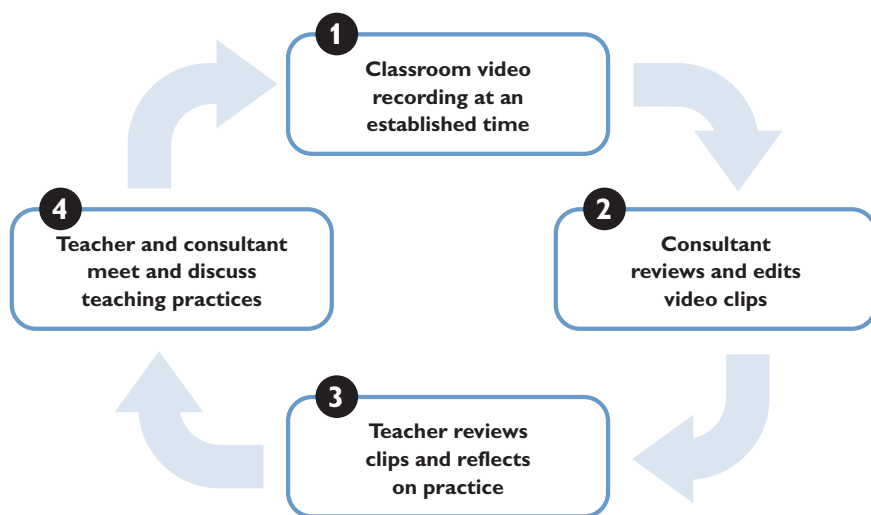 1
Classroom video
recording at an
established time
2
Consultant
reviews and edits
video clips
3
Teacher reviews
clips and reflects
on practice
4
Teacher and consultant
meet and discuss
teaching practices